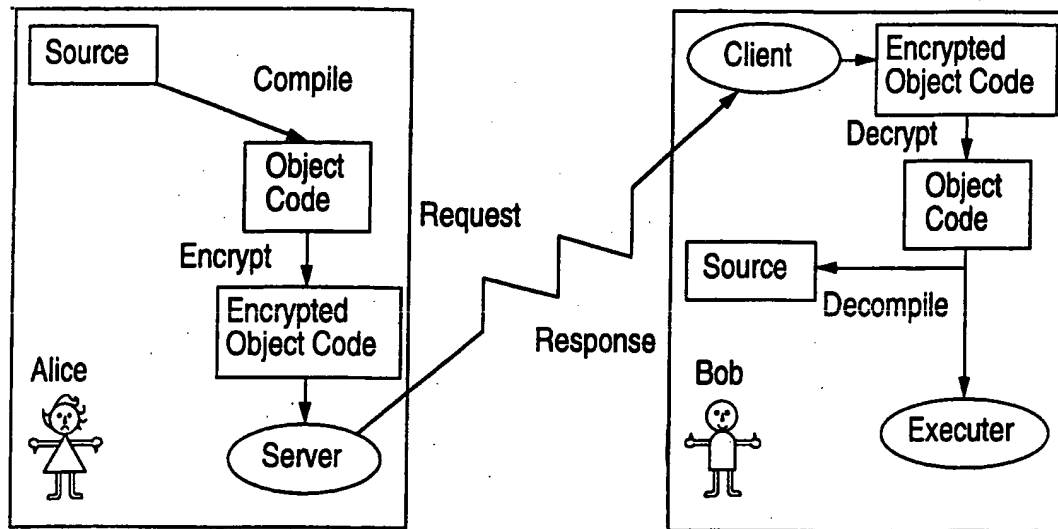 Source
Compile
Object
Code
Encrypt
Encrypted
Object Code
Alice
Server
Request
Response
Client
Encrypted
Object Code
Decrypt
Object
Code
Source
Decompile
Bob
Executer